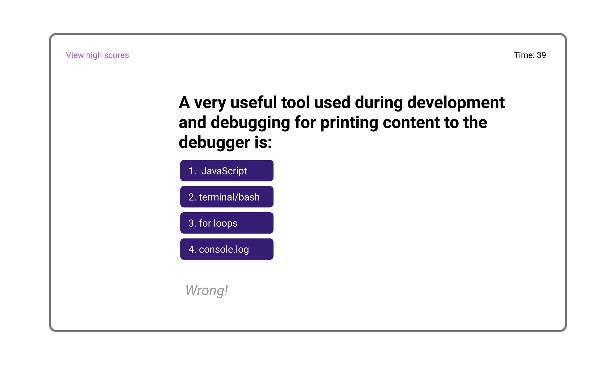 View high scores
Time: 39
A very useful tool used during development
and debugging for printing content to the
debugger is:
1. JavaScript
2. terminal/bash
3. for loops
4. console.log
Wrong!